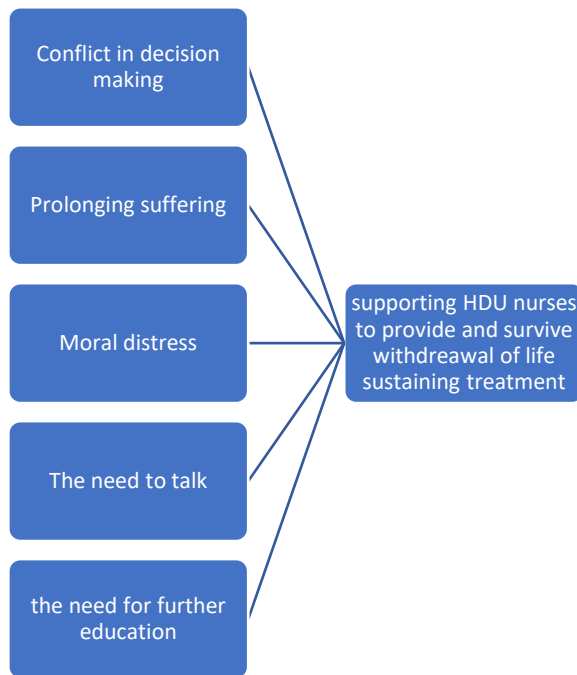 Conflict in decision
making
Prolonging suffering
Moral distress
The need to talk
the need for further
education
supporting HDU nurses
to provide and survive
withdreawal of life
sustaining treatment